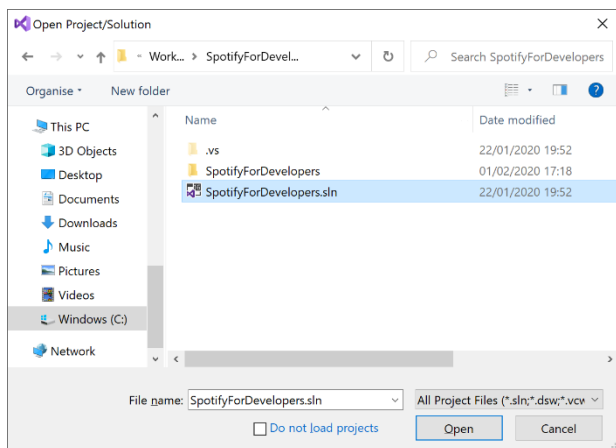 Open Project/Solution
Work... > SpotifyForDevel...
Search SpotifyForDevelopers
Organise
New folder
This PC
3D Objects
Desktop
Documents
Downloads
Music
Pictures
Videos
Windows (C:)
Network
Name
Date modified
.vs
22/01/2020 19:52
SpotifyForDevelopers
01/02/2020 17:18
SpotifyForDevelopers.sln
22/01/2020 19:52
File name:
SpotifyForDevelopers.sln
All Project Files (*.sln;*.dsw;*.vcw
Do not load projects
Open
Cancel